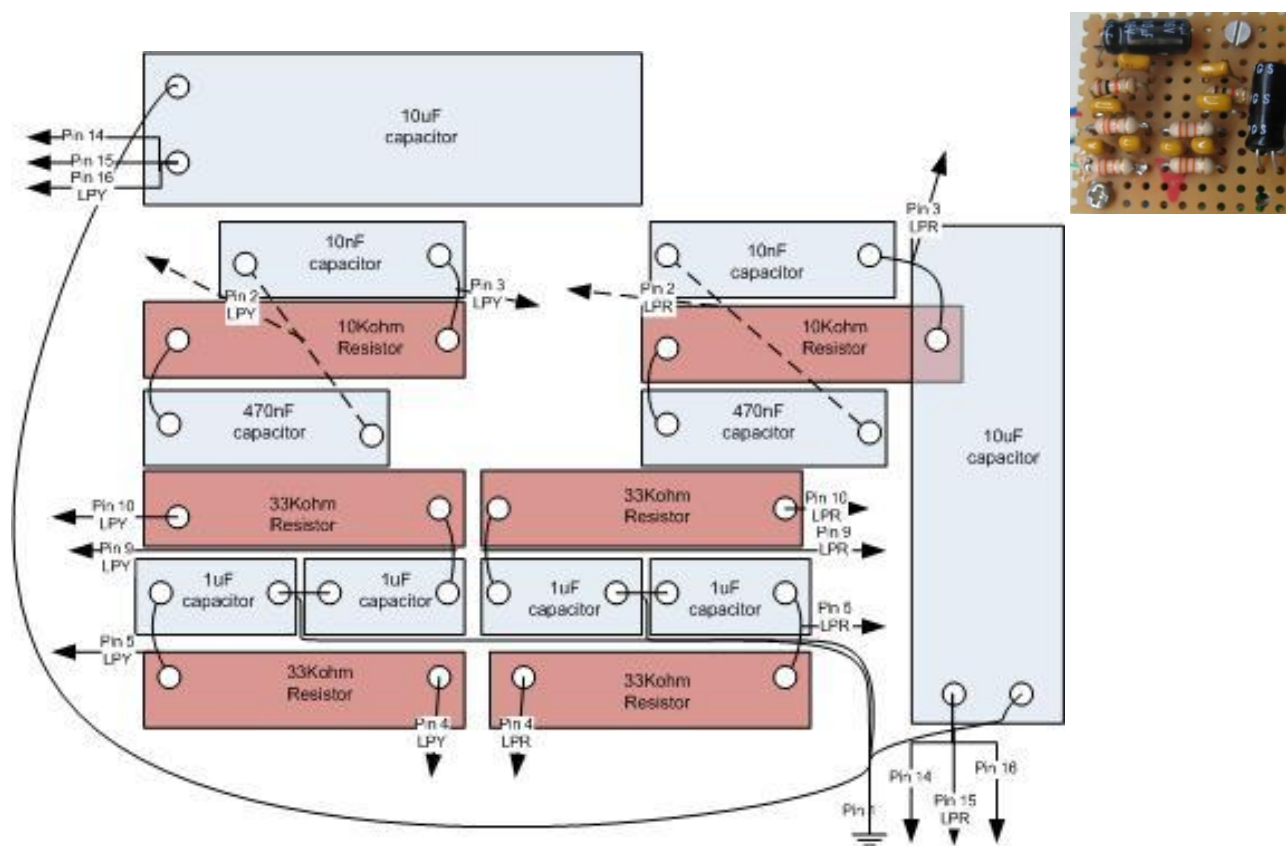 10uF
capacitor
Pin 14
Pin 15
Pin 16
LPY
10nF
capacitor
Pin 3
LPY
Pin 2
LPY
10Kohm
Resistor
470nF
capacitor
10nF
capacitor
Pin 3
LPR
Pin 2
LPR
10Kohm
Resistor
470nF
capacitor
10uF
capacitor
Pin 10
LPY
33Kohm
Resistor
33Kohm
Resistor
Pin 10
LPR
Pin 9
LPY
Pin 9
LPR
1uF
capacitor
1uF
capacitor
1uF
capacitor
1uF
capacitor
Pin 5
LPY
Pin 5
LPR
33Kohm
Resistor
33Kohm
Resistor
Pin 4
LPY
Pin 4
LPR
Pin 1
Pin 14
Pin 15
LPR
Pin 16
G S
G S
G S